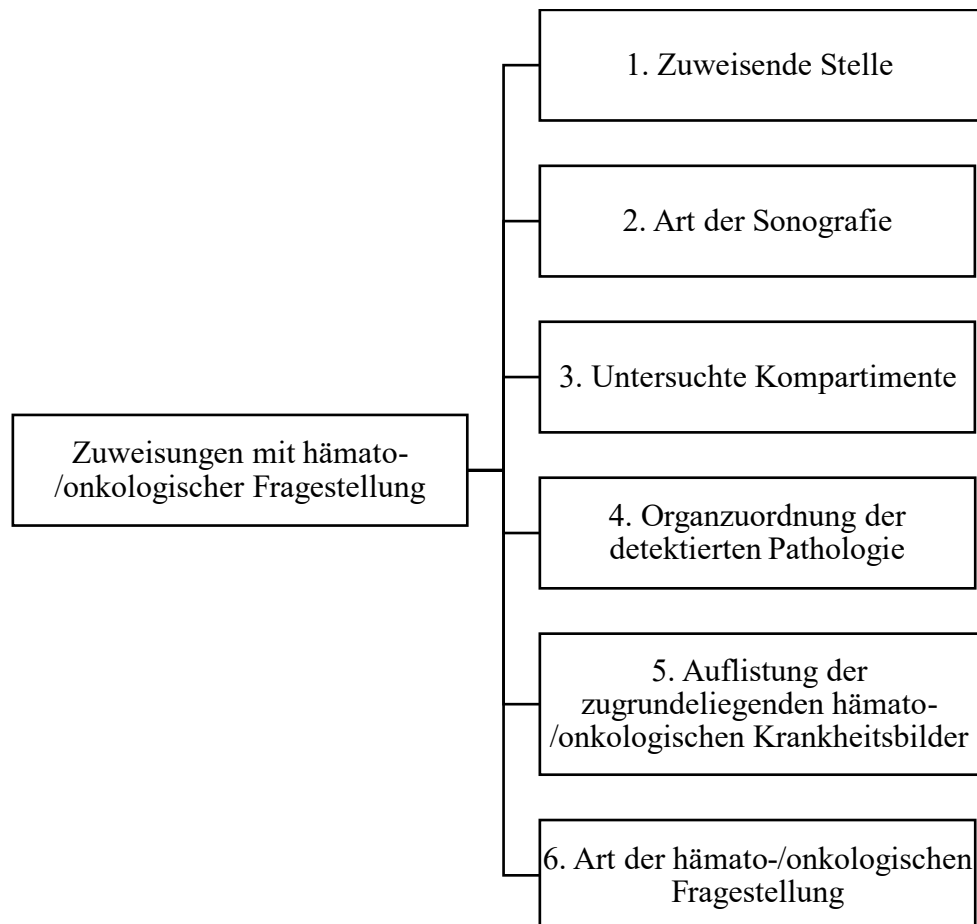 1. Zuweisende Stelle
2. Art der Sonografie
3. Untersuchte Kompartimente
Zuweisungen mit hämato-
/onkologischer Fragestellung
4. Organzuordnung der
detektierten Pathologie
5. Auflistung der
zugrundeliegenden hämato-
/onkologischen Krankheitsbilder
6. Art der hämato-/onkologischen
Fragestellung